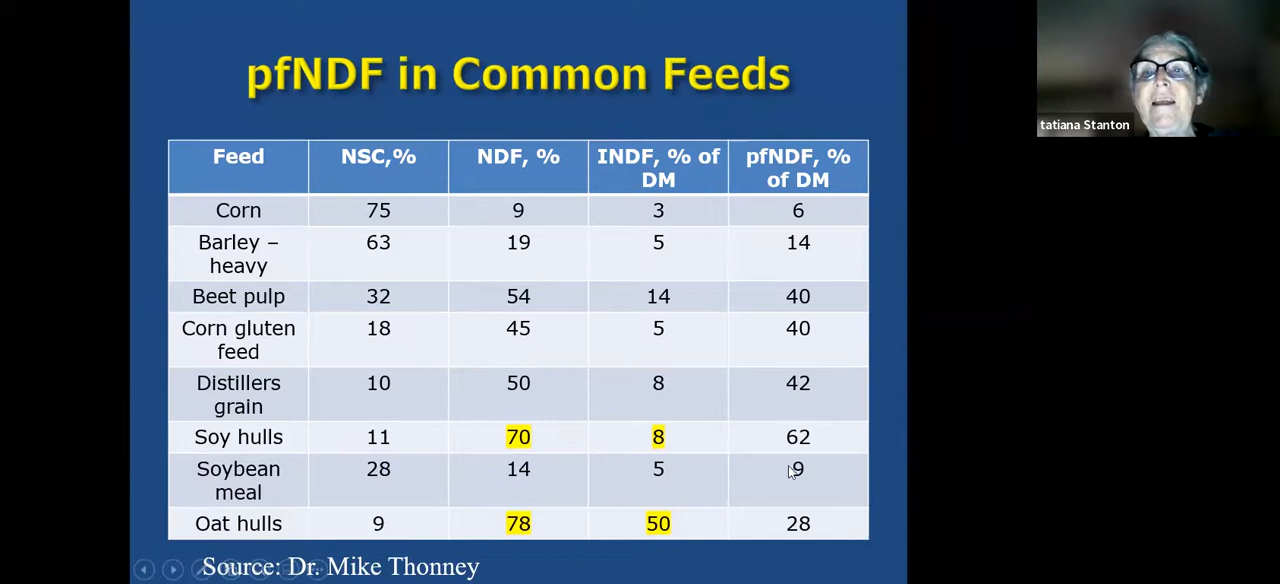 pfNDF in Common Feeds
tatiana Stanton
Feed NSC,% NDF, % INDF, % of DM pfNDF, % of DM
Corn 75 9 3 6
Barley – heavy 63 19 5 14
Beet pulp 32 54 14 40
Corn gluten feed 18 45 5 40
Distillers grain 10 50 8 42
Soy hulls 11 70 8 62
Soybean meal 28 14 5 9
Oat hulls 9 78 50 28
Source: Dr. Mike Thonney